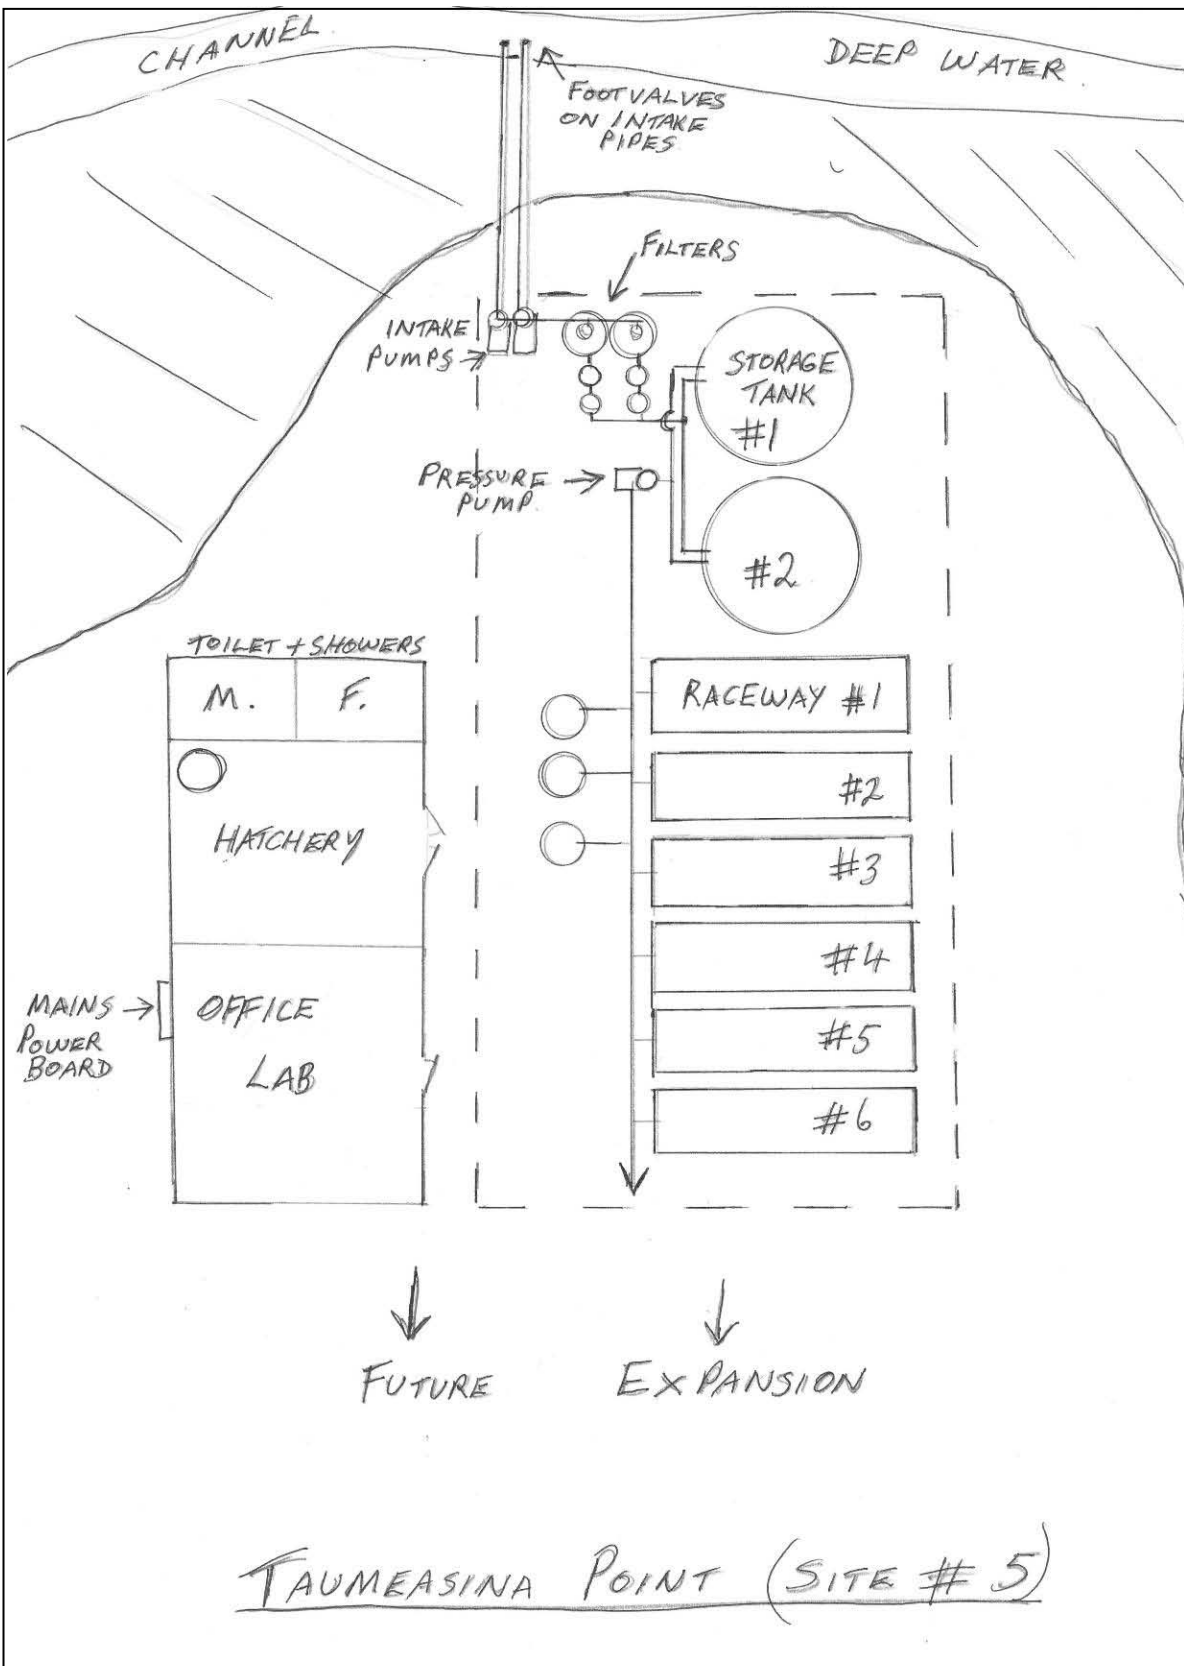 CHANNEL
DEEP WATER
FOOTVALVES
ON INTAKE
PIPES
FILTERS
INTAKE
PUMPS
STORAGE
TANK
#1
PRESSURE
PUMP
#2
TOILET + SHOWERS
M. F.
RACEWAY #1
#2
HATCHERY
#3
#4
MAINS
POWER
BOARD
OFFICE
LAB
#5
#6
FUTURE EXPANSION
TAUMEASINA POINT (SITE # 5)